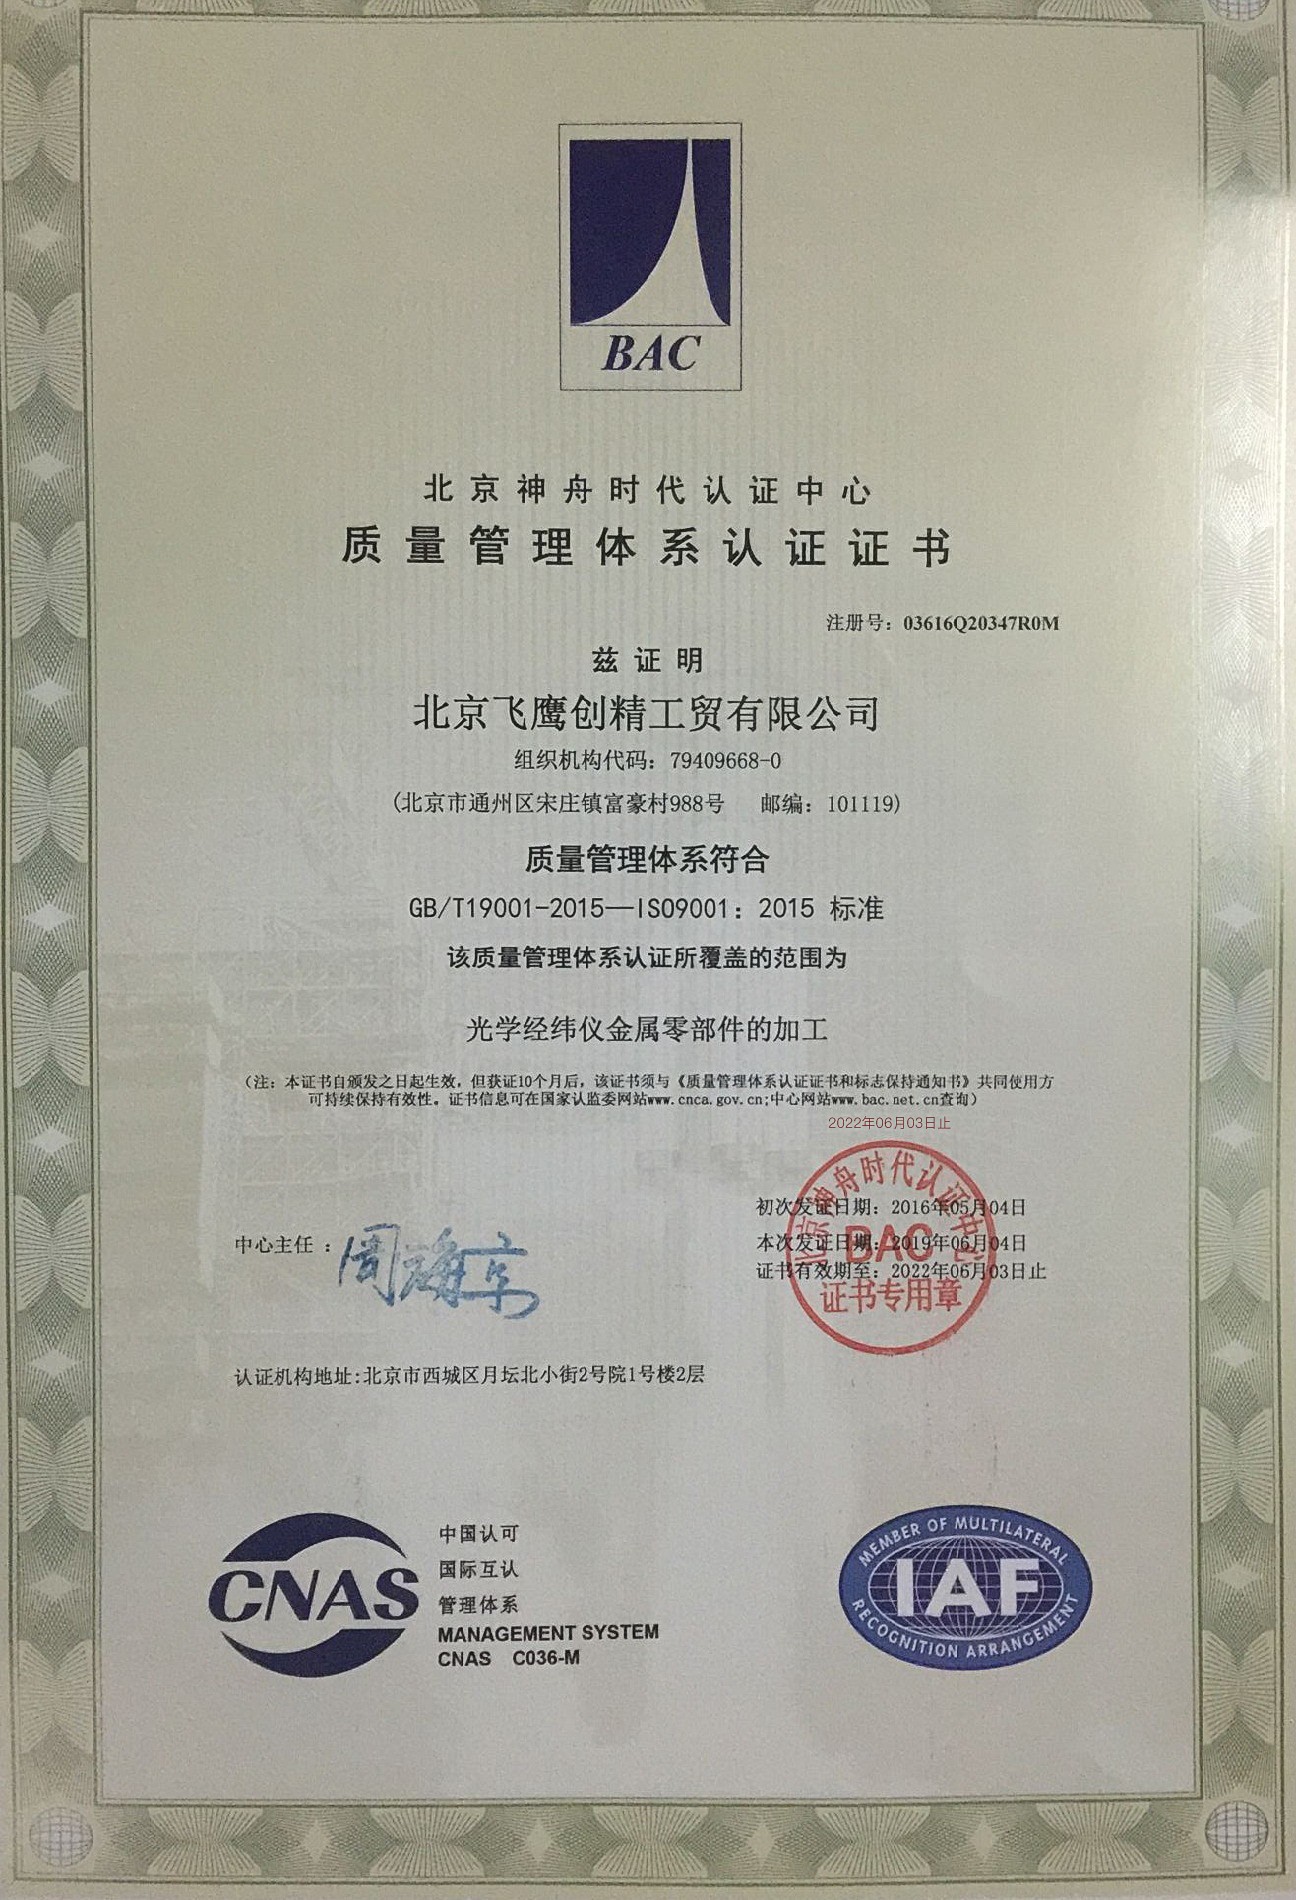 BAC
北京神舟时代认证中心
质量管理体系认证证书
注册号：03616Q20347R0M
兹证明
北京飞鹰创精工贸有限公司
组织机构代码：79409668-0
(北京市通州区宋庄镇富豪村988号 邮编：101119)
质量管理体系符合
GB/T19001-2015—ISO9001：2015 标准
该质量管理体系认证所覆盖的范围为
光学经纬仪金属零部件的加工
（注：本证书自颁发之日起生效，但获证10个月后，该证书须与《质量管理体系认证证书和标志保持通知书》共同使用方
可持续保持有效性。证书信息可在国家认监委网站www.cnca.gov.cn;中心网站www.bac.net.cn查询）
2022年06月03日止
北京神舟时代认证中心
BAC
证书专用章
初次发证日期：2016年05月04日
本次发证日期：2019年06月04日
证书有效期至：2022年06月03日止
中心主任：周海京
认证机构地址:北京市西城区月坛北小街2号院1号楼2层
CNAS
中国认可
国际互认
管理体系
MANAGEMENT SYSTEM
CNAS C036-M
MEMBER OF MULTILATERAL
IAF
RECOGNITION ARRANGEMENT